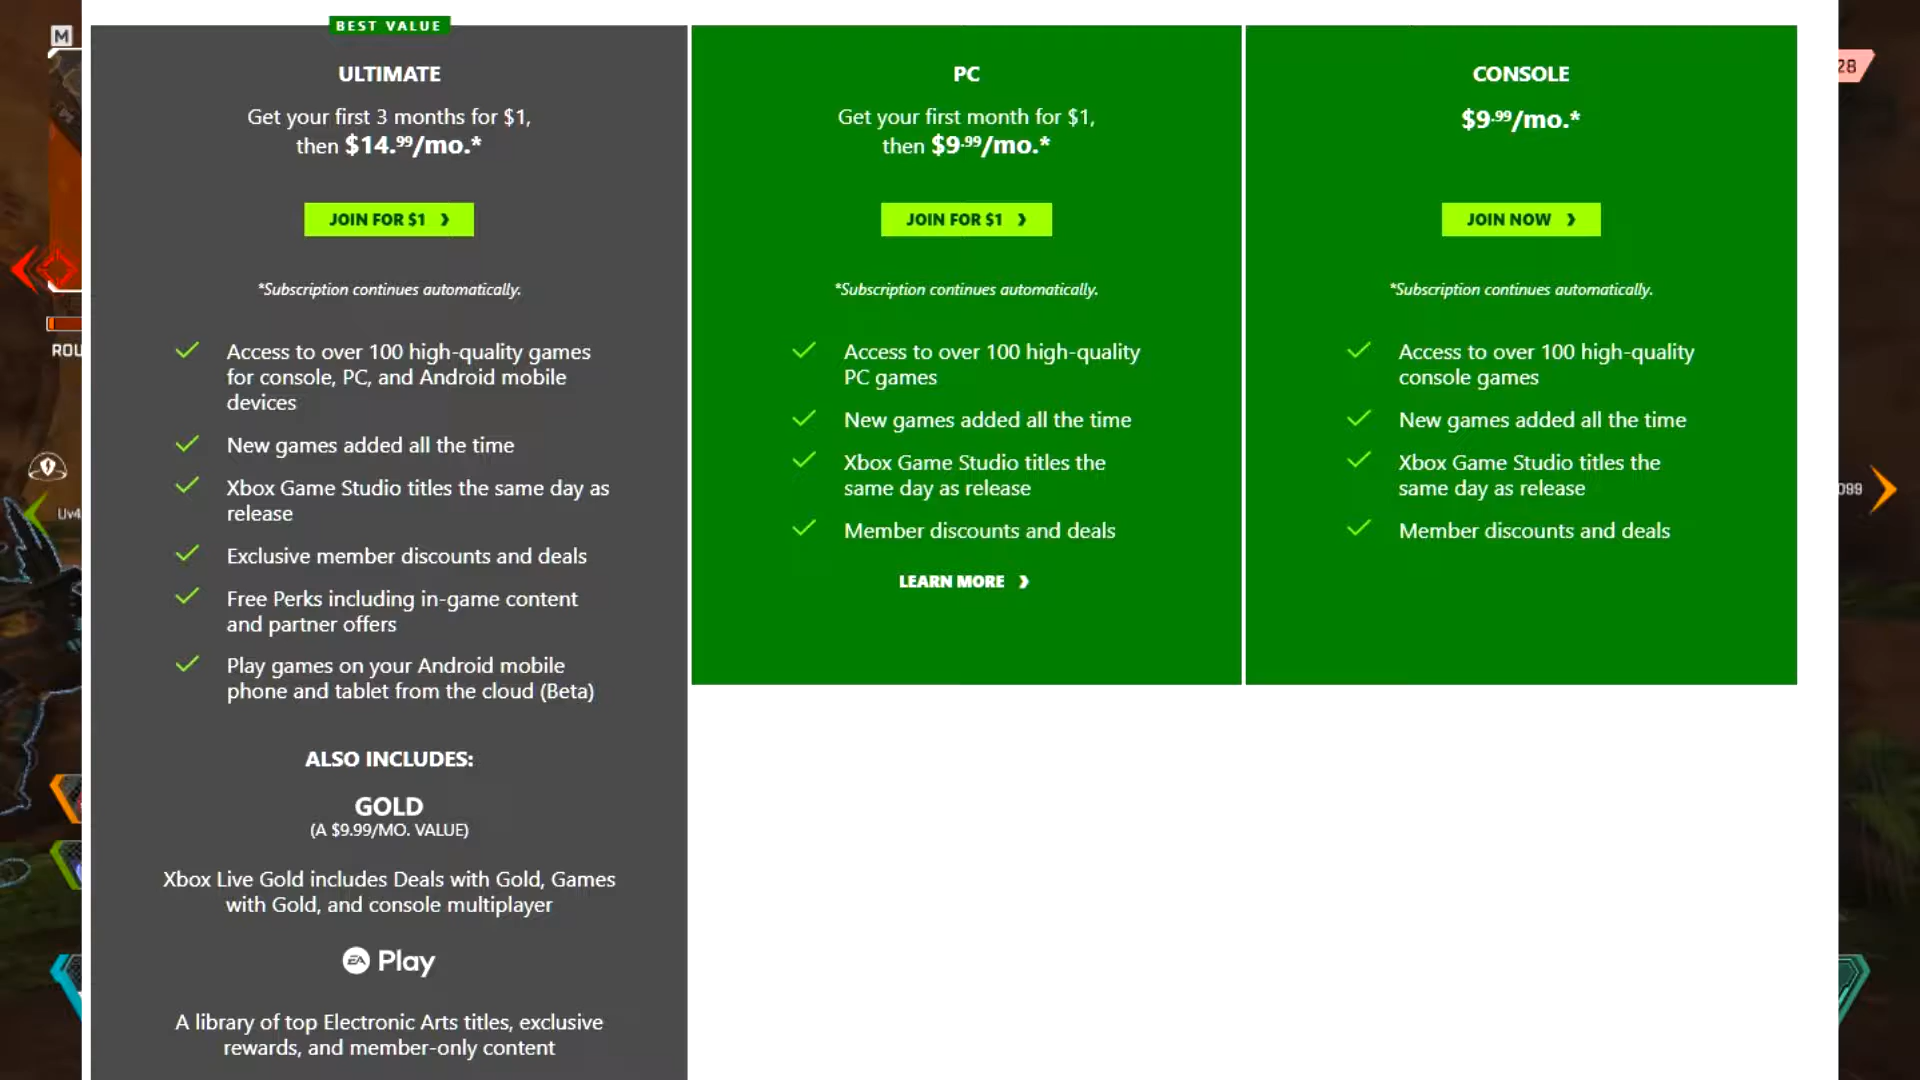 BEST VALUE
ULTIMATE
Get your first 3 months for $1,
then $14.99/mo.*
JOIN FOR $1 ❯
*Subscription continues automatically.
Access to over 100 high-quality games
for console, PC, and Android mobile
devices
New games added all the time
Xbox Game Studio titles the same day as
release
Exclusive member discounts and deals
Free Perks including in-game content
and partner offers
Play games on your Android mobile
phone and tablet from the cloud (Beta)
ALSO INCLUDES:
GOLD
(A $9.99/MO. VALUE)
Xbox Live Gold includes Deals with Gold, Games
with Gold, and console multiplayer
EA Play
A library of top Electronic Arts titles, exclusive
rewards, and member-only content
PC
Get your first month for $1,
then $9.99/mo.*
JOIN FOR $1 ❯
*Subscription continues automatically.
Access to over 100 high-quality
PC games
New games added all the time
Xbox Game Studio titles the
same day as release
Member discounts and deals
LEARN MORE ❯
CONSOLE
$9.99/mo.*
JOIN NOW ❯
*Subscription continues automatically.
Access to over 100 high-quality
console games
New games added all the time
Xbox Game Studio titles the
same day as release
Member discounts and deals
M
ROU
Uv4
28
099